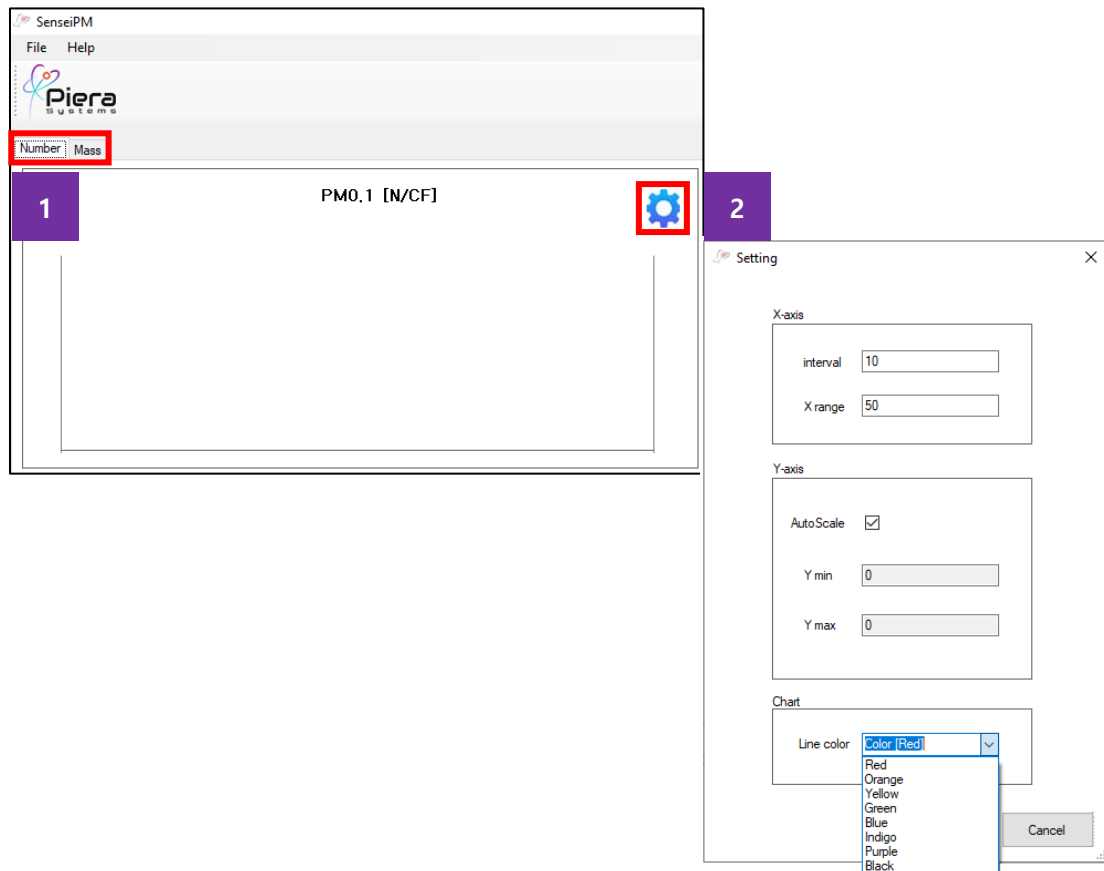 SenseiPM
File Help
Piera
Systems
Number Mass
1
PM0.1 [N/CF]
2
Setting
X-axis
interval 10
X range 50
Y-axis
AutoScale
Y min 0
Y max 0
Chart
Line color Color [Red]
Red
Orange
Yellow
Green
Blue
Indigo
Purple
Black
Cancel